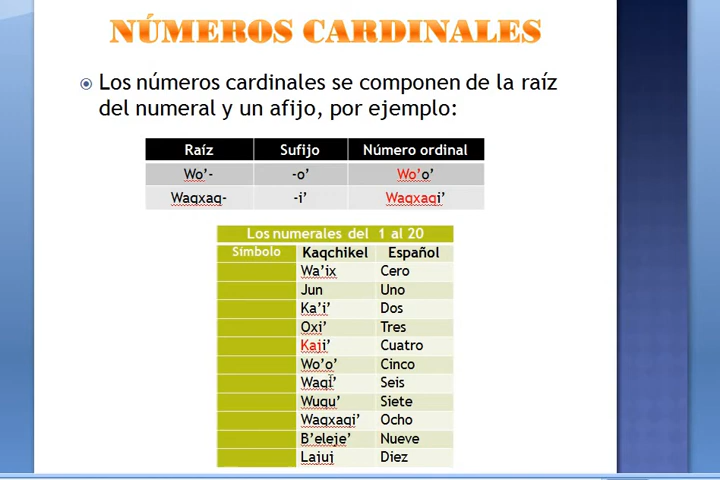 NÚMEROS CARDINALES
Los números cardinales se componen de la raíz
del numeral y un afijo, por ejemplo:
Raíz Sufijo Número ordinal
Wo’- -o’ Wo’o’
Waqxaq- -i’ Waqxaqi’
Los numerales del 1 al 20
Símbolo Kaqchikel Español
Wa’ix Cero
Jun Uno
Ka’i’ Dos
Oxi’ Tres
Kaji’ Cuatro
Wo’o’ Cinco
Waqï’ Seis
Wuqu’ Siete
Waqxaqi’ Ocho
B’eleje’ Nueve
Lajuj Diez